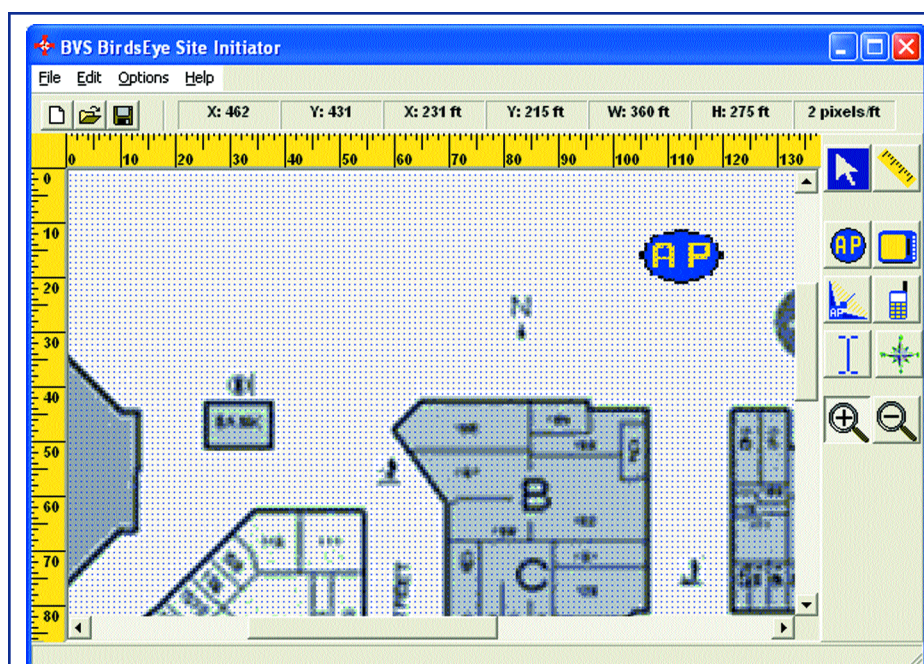 BVS BirdsEye Site Initiator
File Edit Options Help
X: 462 Y: 431 X: 231 ft Y: 215 ft W: 360 ft H: 275 ft 2 pixels/ft
0 10 20 30 40 50 60 70 80 90 100 110 120 130
0
10
20
30
40
50
60
70
80
AP
AP
AP
N
BANK
B
C